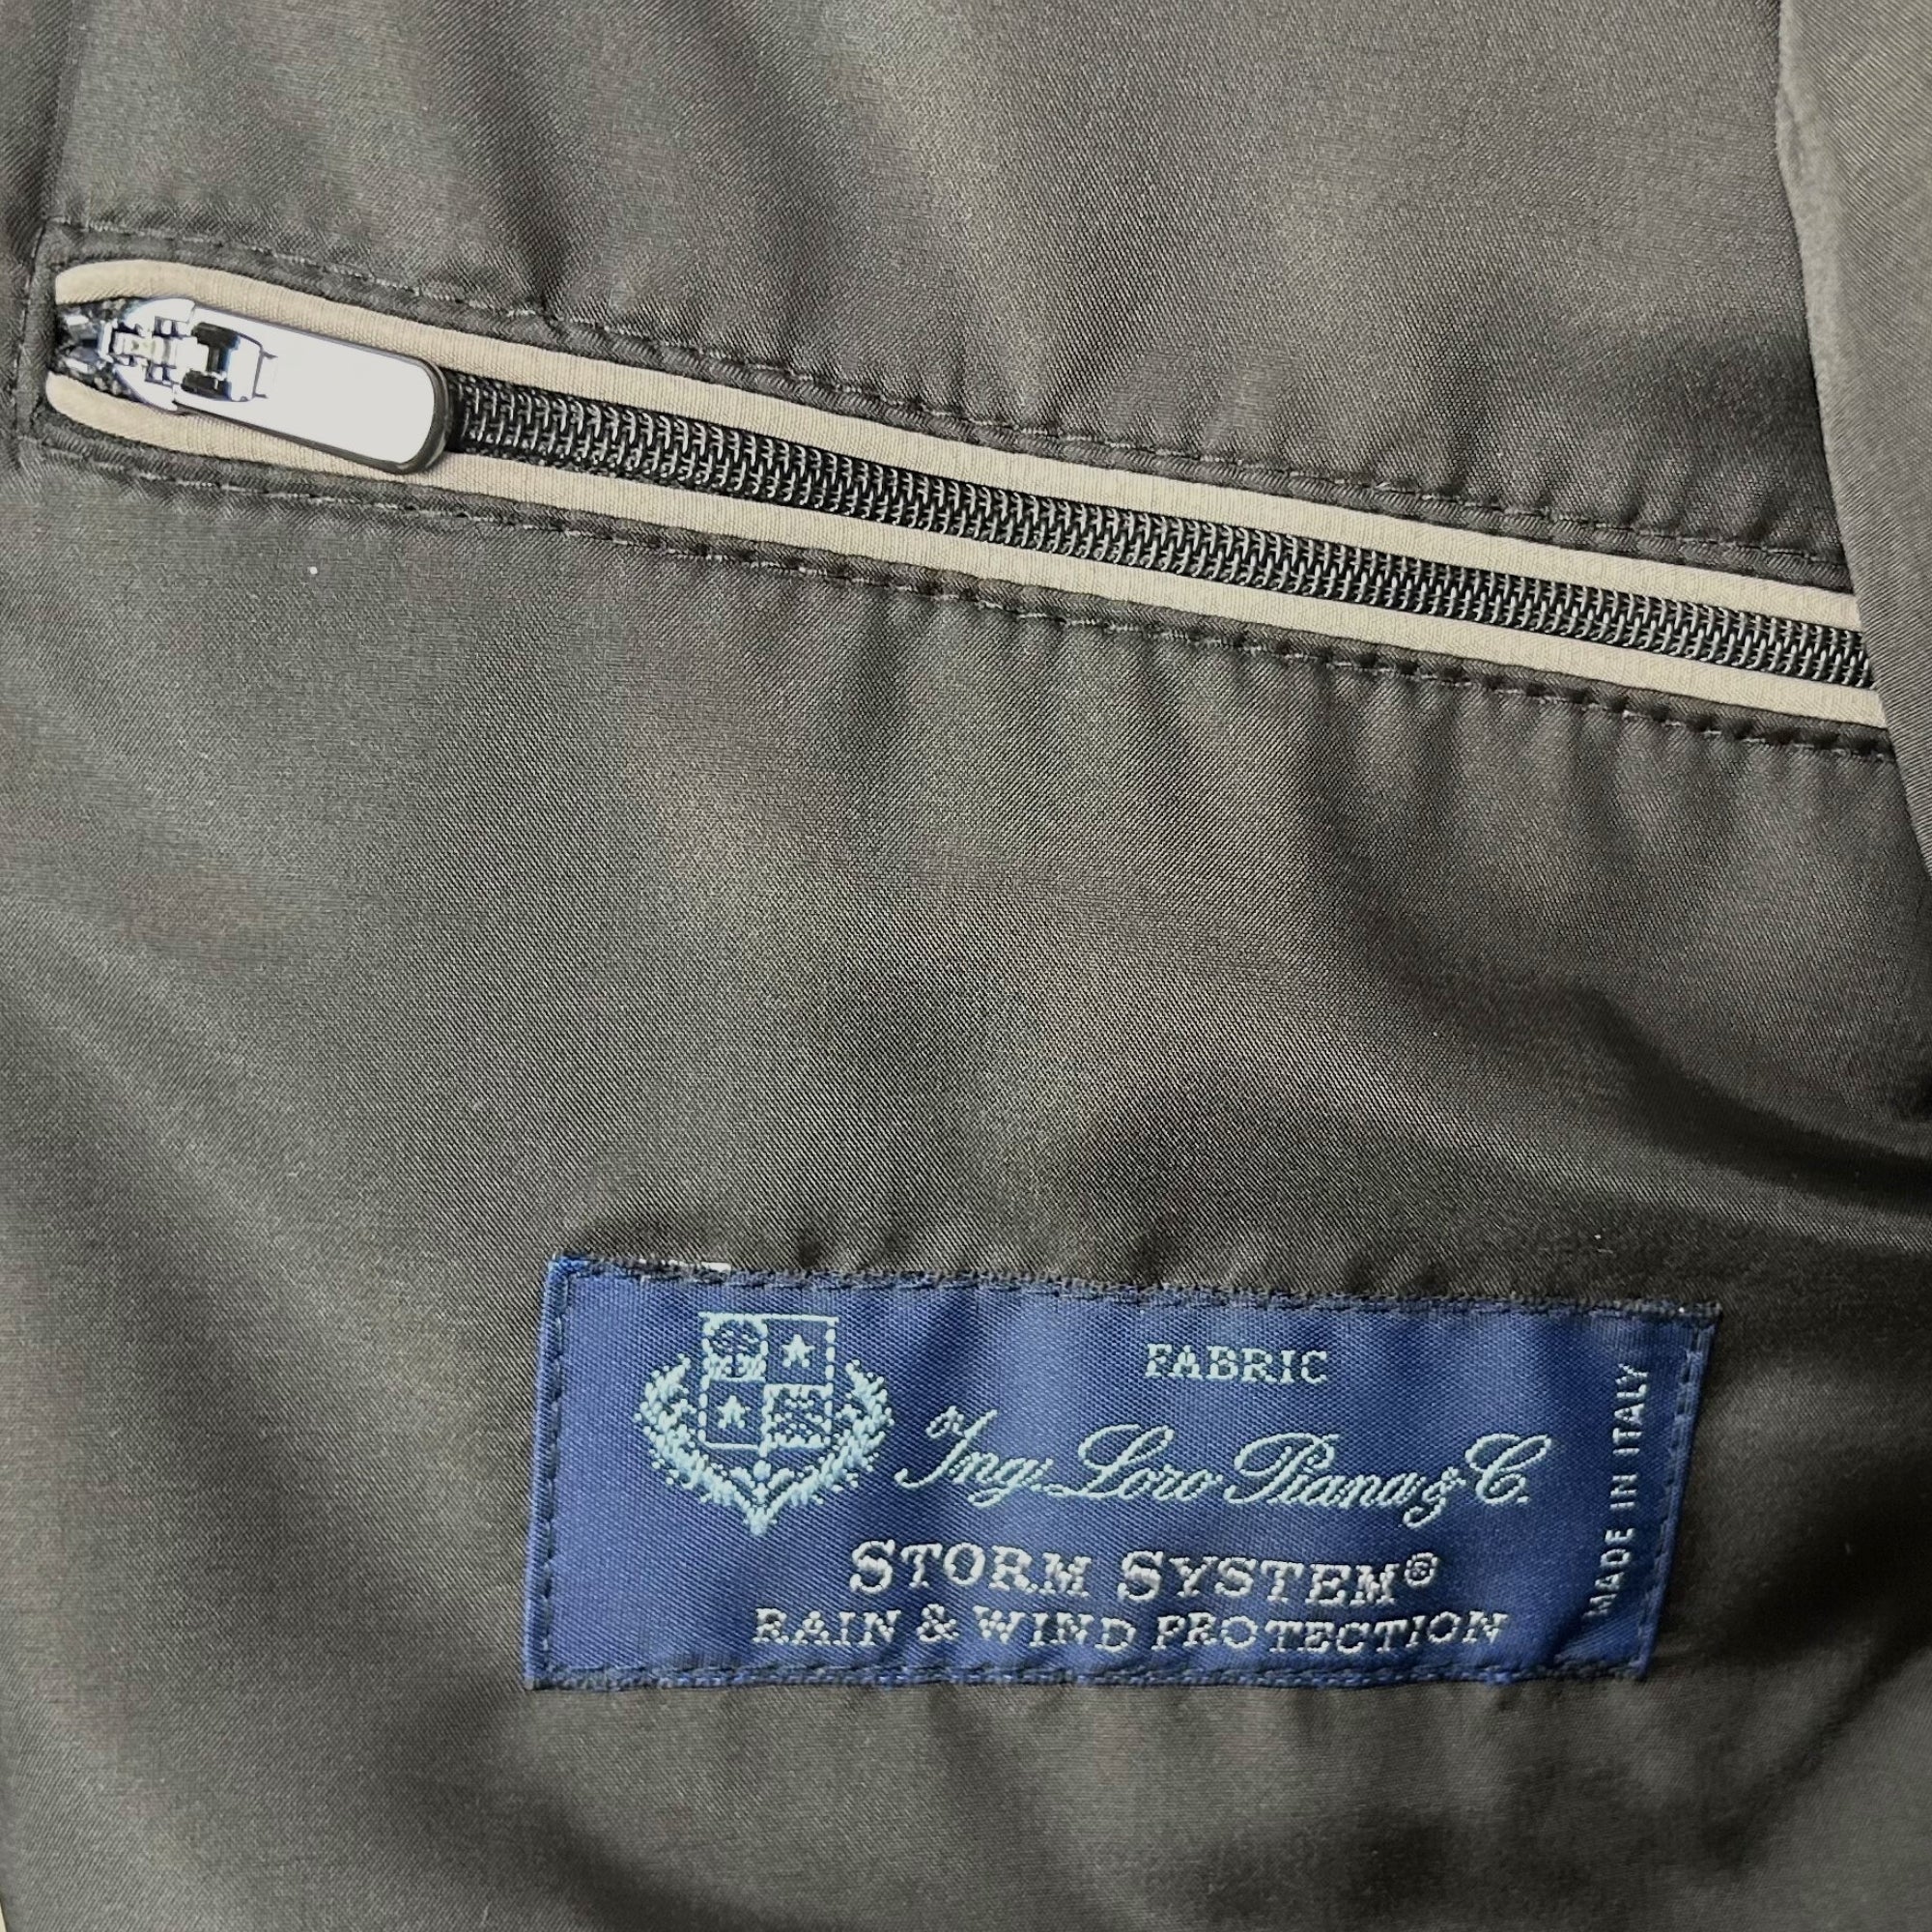 FABRIC
Ing. Loro Piana & C.
STORM SYSTEM®
RAIN & WIND PROTECTION
MADE IN ITALY